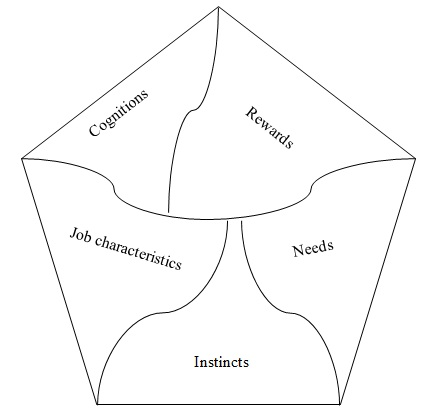 Cognitions
Rewards
Job characteristics
Needs
Instincts